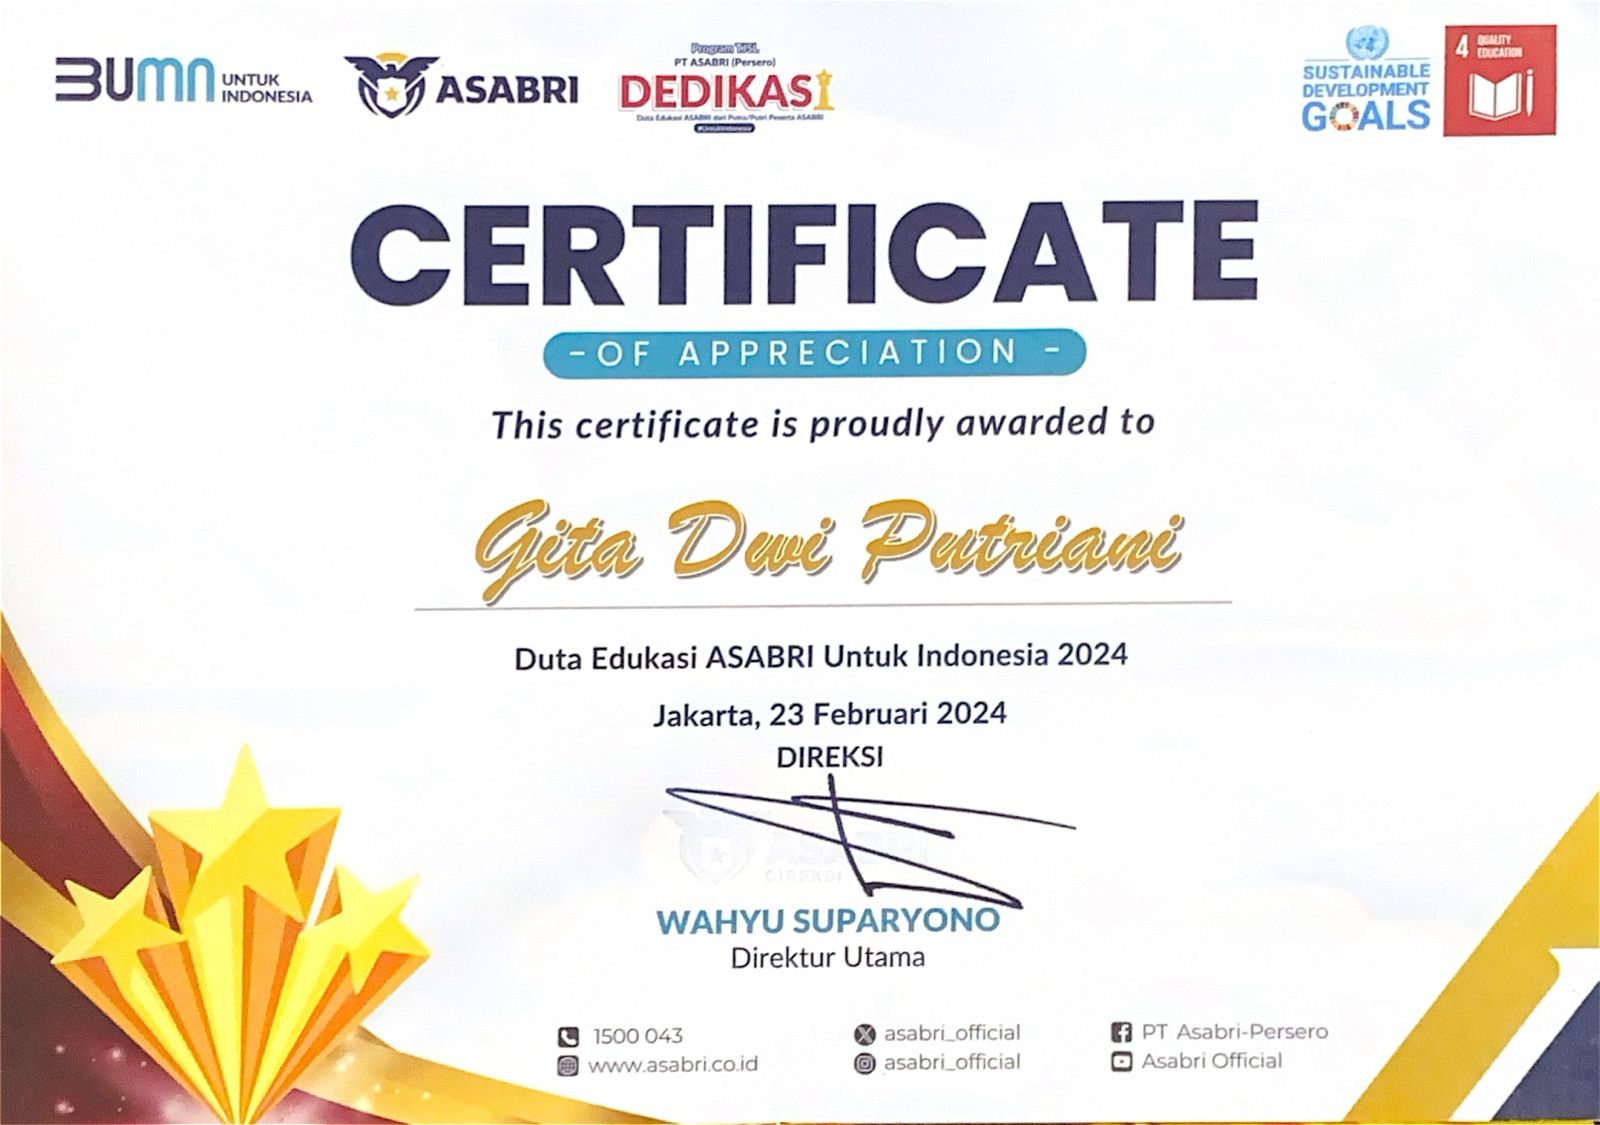 BUMN UNTUK
INDONESIA
ASABRI
Program TJSL
PT ASABRI (Persero)
DEDIKASI
Duta Edukasi ASABRI dari Putra/Putri Peserta ASABRI
#UntukIndonesia
SUSTAINABLE
DEVELOPMENT
GOALS
4 QUALITY
EDUCATION
CERTIFICATE
- OF APPRECIATION -
This certificate is proudly awarded to
Gita Dwi Putriani
Duta Edukasi ASABRI Untuk Indonesia 2024
Jakarta, 23 Februari 2024
DIREKSI
ASABRI
DIREKSI
WAHYU SUPARYONO
Direktur Utama
1500 043
www.asabri.co.id
asabri_official
asabri_official
PT Asabri-Persero
Asabri Official